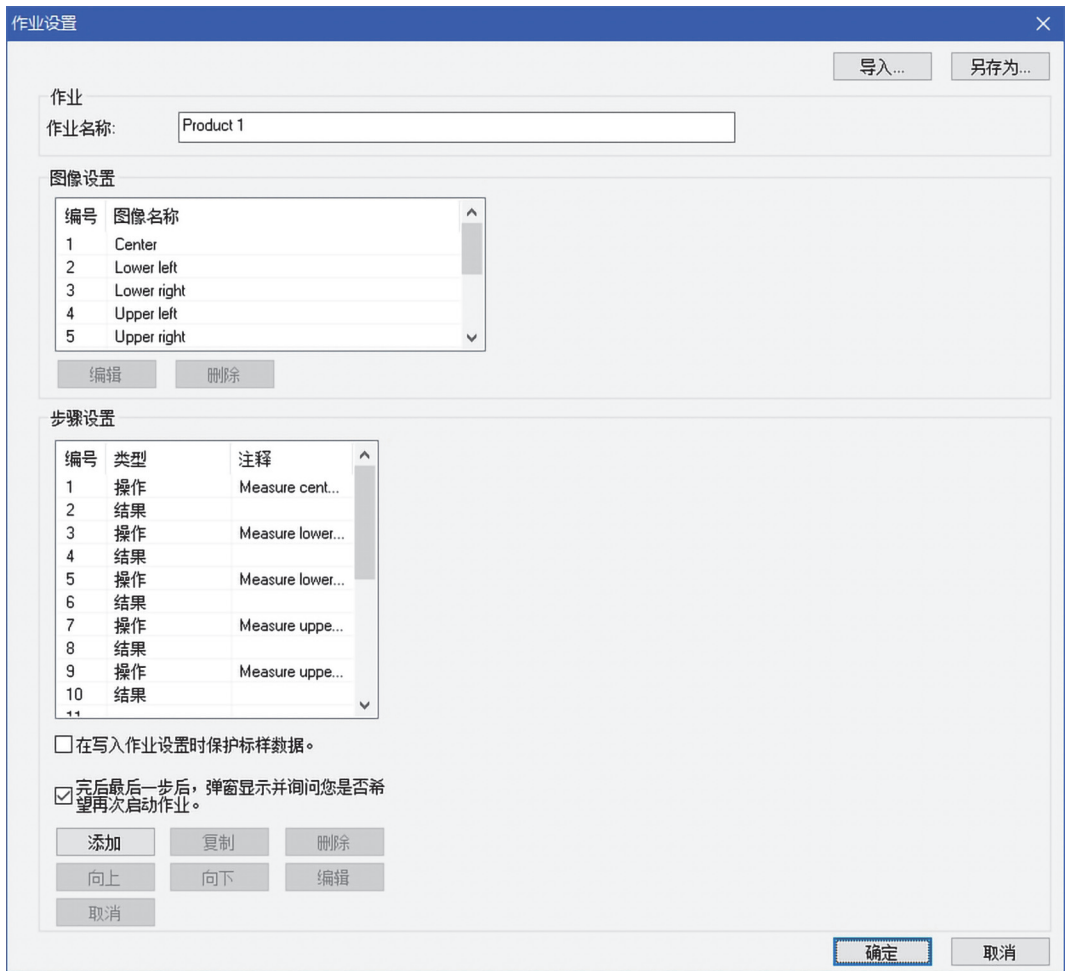 作业设置
导入... 另存为...
作业
作业名称: Product 1
图像设置
编号 图像名称
1 Center
2 Lower left
3 Lower right
4 Upper left
5 Upper right
编辑 删除
步骤设置
编号 类型 注释
1 操作 Measure cent...
2 结果
3 操作 Measure lower...
4 结果
5 操作 Measure lower...
6 结果
7 操作 Measure uppe...
8 结果
9 操作 Measure uppe...
10 结果
在写入作业设置时保护标样数据。
完后最后一步后，弹窗显示并询问您是否希
望再次启动作业。
添加 复制 删除
向上 向下 编辑
取消
确定 取消